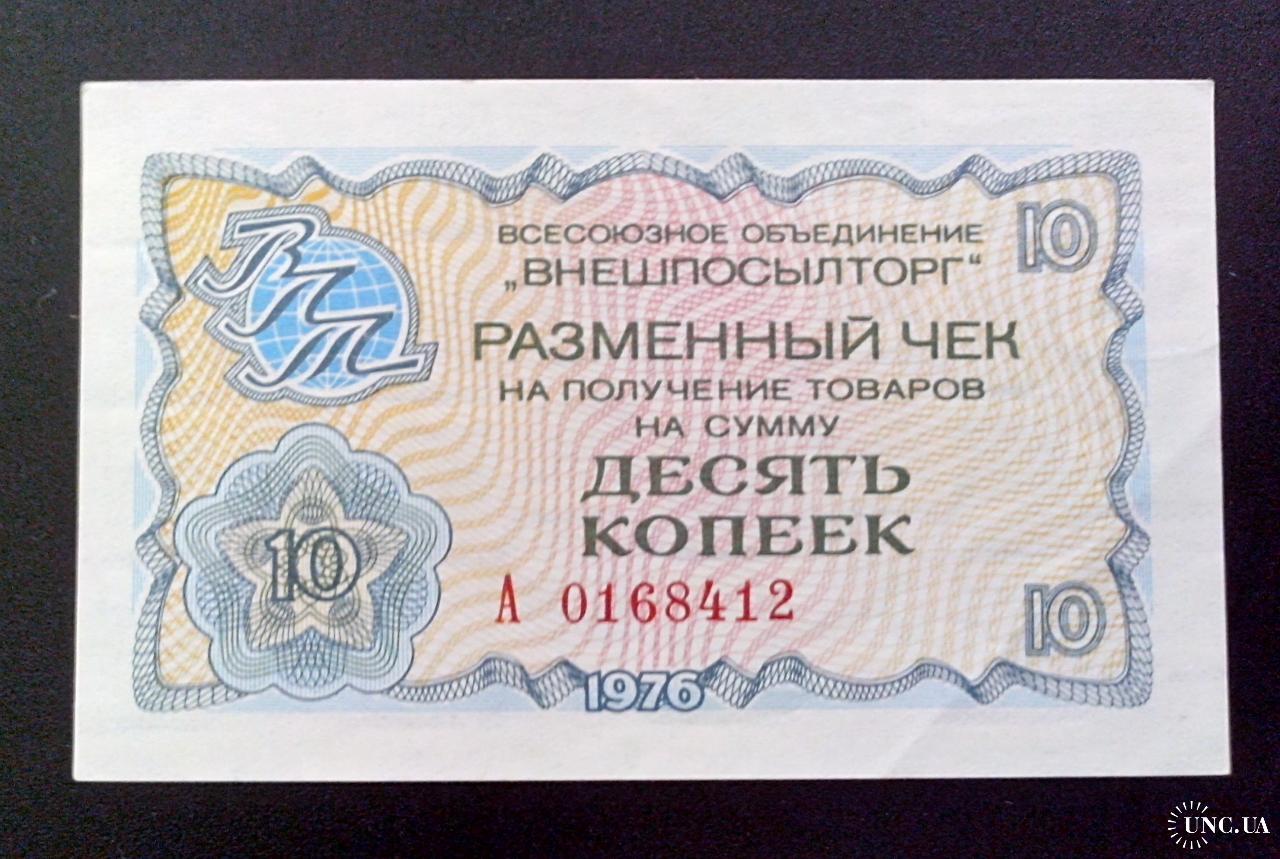 ВПТ
ВСЕСОЮЗНОЕ ОБЪЕДИНЕНИЕ
„ВНЕШПОСЫЛТОРГ“
10
РАЗМЕННЫЙ ЧЕК
НА ПОЛУЧЕНИЕ ТОВАРОВ
НА СУММУ
ДЕСЯТЬ
КОПЕЕК
10
А 0168412
10
1976
UNC.UA